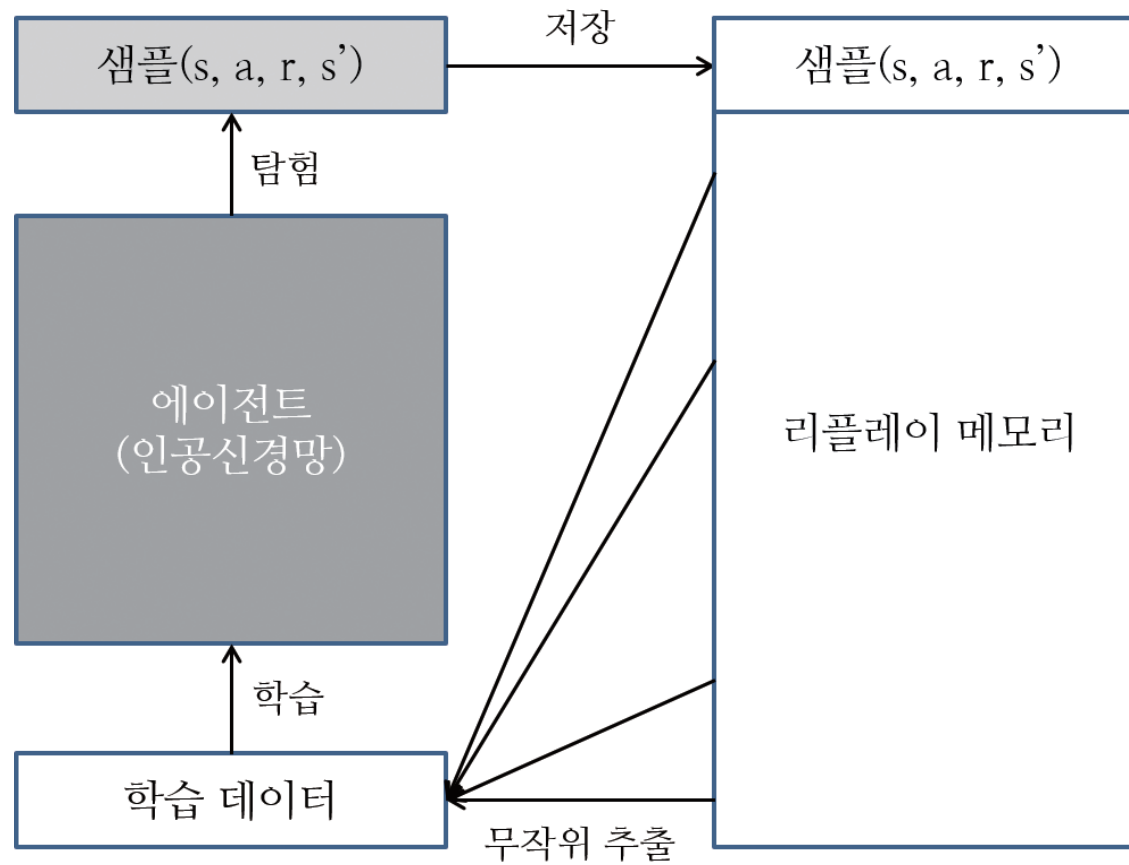 샘플(s, a, r, s’)
저장
샘플(s, a, r, s’)
탐험
에이전트
(인공신경망)
리플레이 메모리
학습
학습 데이터
무작위 추출